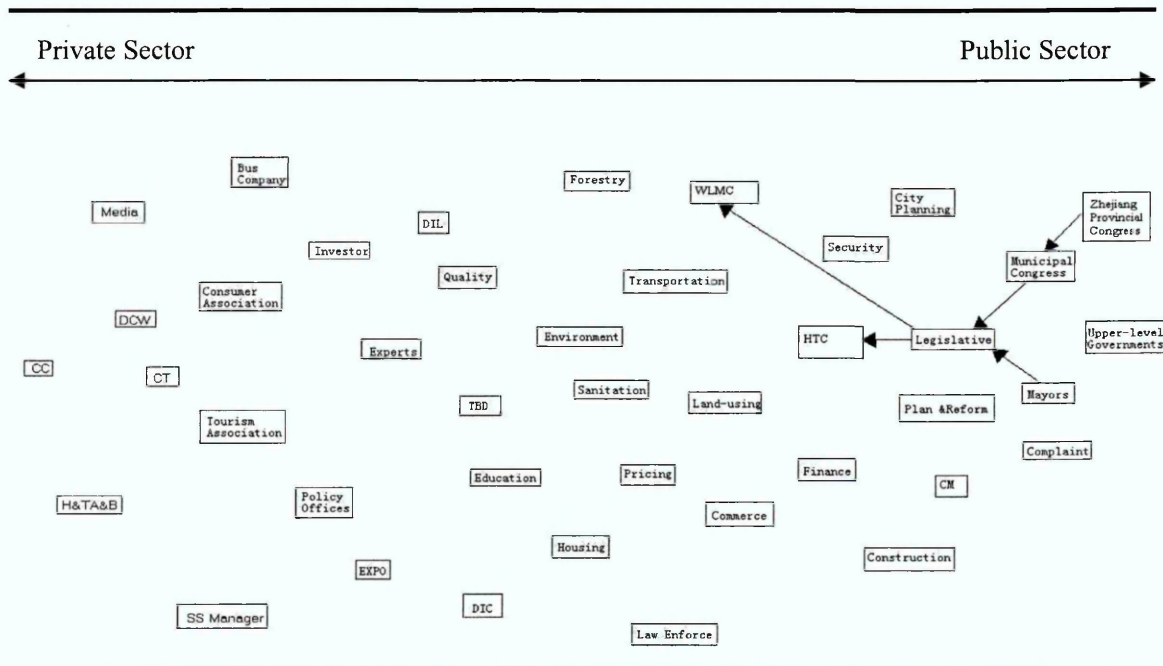 Private Sector
Public Sector
Bus
Company
Forestry
WLMC
City
Planning
Zhejiang
Provincial
Congress
Media
DIL
Investor
Security
Municipal
Congress
Quality
Transportation
Consumer
Association
DCW
Environment
HTC
Legislative
Upper-level
Governments
Experts
CC
CT
Sanitation
Mayors
TBD
Land-using
Plan &Reform
Tourism
Association
Complaint
Education
Pricing
Finance
CM
H&TA&B
Policy
Offices
Commerce
Housing
Construction
EXPO
SS Manager
DIC
Law Enforce